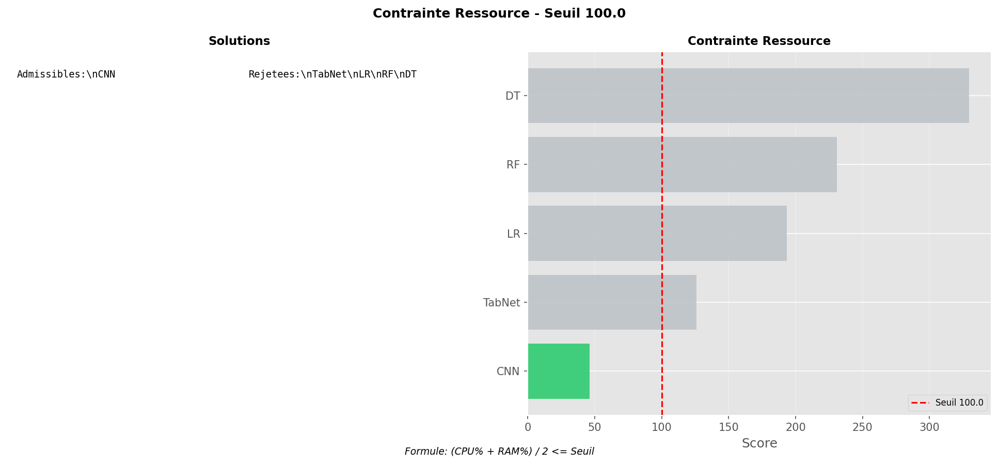 Contrainte Ressource - Seuil 100.0
Solutions
Admissibles:\nCNN
Rejetees:\nTabNet\nLR\nRF\nDT
Contrainte Ressource
DT
RF
LR
TabNet
CNN
Seuil 100.0
0 50 100 150 200 250 300
Score
Formule: (CPU% + RAM%) / 2 <= Seuil